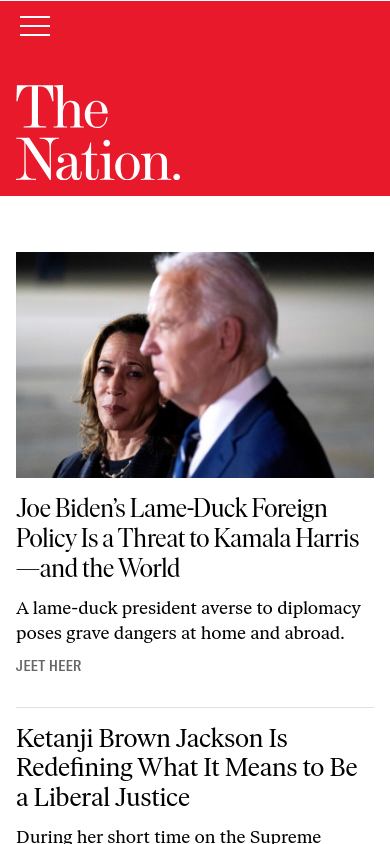 The
Nation.
Joe Biden’s Lame-Duck Foreign
Policy Is a Threat to Kamala Harris
—and the World
A lame-duck president averse to diplomacy
poses grave dangers at home and abroad.
JEET HEER
Ketanji Brown Jackson Is
Redefining What It Means to Be
a Liberal Justice
During her short time on the Supreme